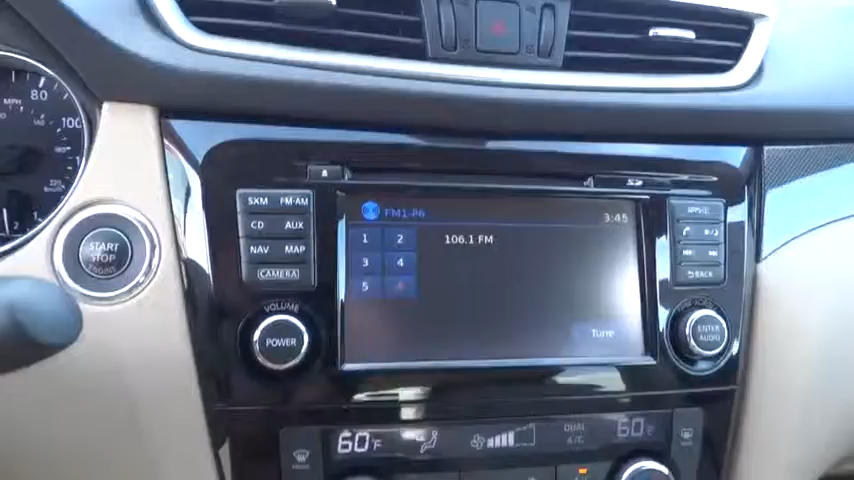 MPH
80
100
START
STOP
ENGINE
SXM FM·AM
CD AUX
NAV MAP
CAMERA
VOLUME
POWER
FM1-P6
3:45
106.1 FM
1 2
3 4
5 6
Tune
BACK
ENTER
AUDIO
60°F
DUAL
A/C
60°F